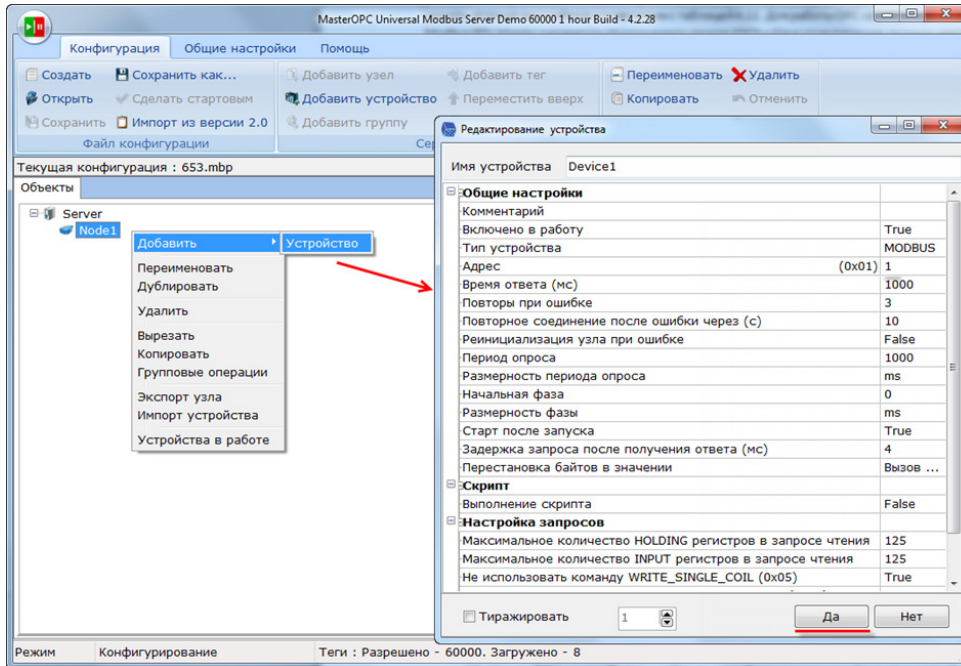 MasterOPC Universal Modbus Server Demo 60000 1 hour Build - 4.2.28
Конфигурация Общие настройки Помощь
Создать Сохранить как... Добавить узел Добавить тег Переименовать Удалить
Открыть Сделать стартовым Добавить устройство Переместить вверх Копировать Отменить
Сохранить Импорт из версии 2.0 Добавить группу
Файл конфигурации Сер
Текущая конфигурация : 653.mbp
Объекты
Server
Node1
Добавить Устройство
Переименовать
Дублировать
Удалить
Вырезать
Копировать
Групповые операции
Экспорт узла
Импорт устройства
Устройства в работе
Редактирование устройства
Имя устройства Device1
Общие настройки
Комментарий
Включено в работу True
Тип устройства MODBUS
Адрес (0x01) 1
Время ответа (мс) 1000
Повторы при ошибке 3
Повторное соединение после ошибки через (с) 10
Реинициализация узла при ошибке False
Период опроса 1000
Размерность периода опроса ms
Начальная фаза 0
Размерность фазы ms
Старт после запуска True
Задержка запроса после получения ответа (мс) 4
Перестановка байтов в значении Вызов ...
Скрипт
Выполнение скрипта False
Настройка запросов
Максимальное количество HOLDING регистров в запросе чтения 125
Максимальное количество INPUT регистров в запросе чтения 125
Не использовать команду WRITE_SINGLE_COIL (0x05) True
Тиражировать 1 Да Нет
Режим Конфигурирование Теги : Разрешено - 60000. Загружено - 8